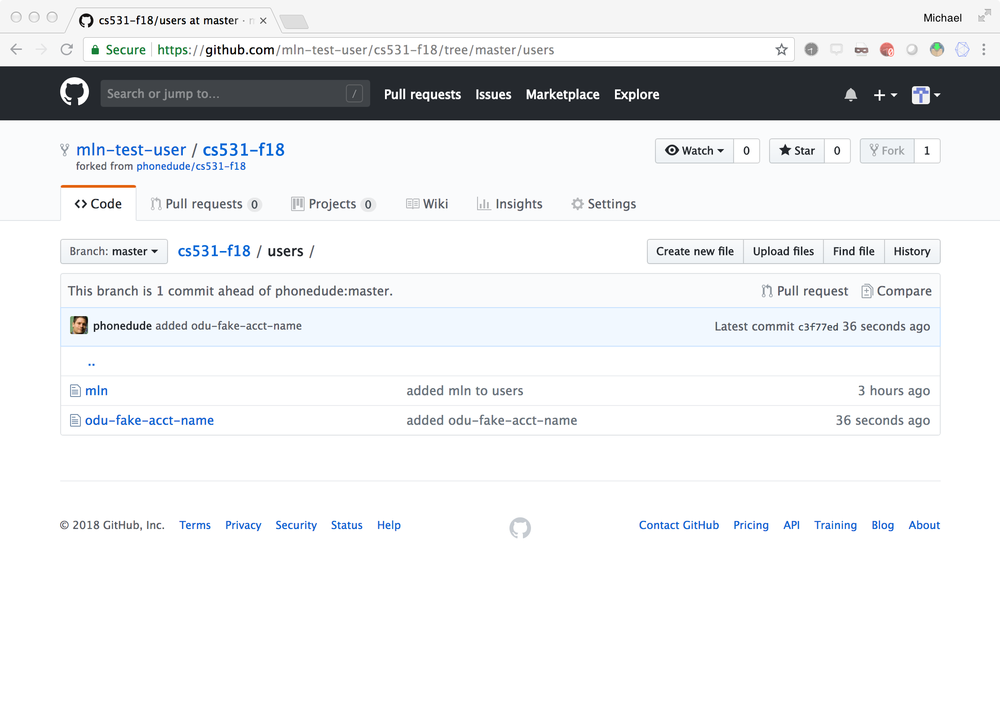 cs531-f18/users at master · m
Michael
Secure https://github.com/mln-test-user/cs531-f18/tree/master/users
Search or jump to... / Pull requests Issues Marketplace Explore
mln-test-user / cs531-f18 Watch 0 Star 0 Fork 1
forked from phonedude/cs531-f18
Code Pull requests 0 Projects 0 Wiki Insights Settings
Branch: master cs531-f18 / users / Create new file Upload files Find file History
This branch is 1 commit ahead of phonedude:master. Pull request Compare
phonedude added odu-fake-acct-name Latest commit c3f77ed 36 seconds ago
..
mln added mln to users 3 hours ago
odu-fake-acct-name added odu-fake-acct-name 36 seconds ago
© 2018 GitHub, Inc. Terms Privacy Security Status Help Contact GitHub Pricing API Training Blog About